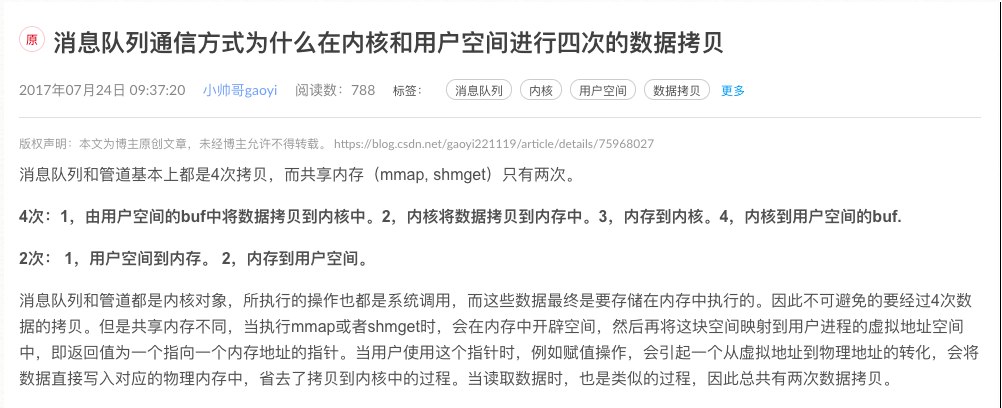 原 消息队列通信方式为什么在内核和用户空间进行四次的数据拷贝
2017年07月24日 09:37:20 小帅哥gaoyi 阅读数：788 标签： 消息队列 内核 用户空间 数据拷贝 更多
版权声明：本文为博主原创文章，未经博主允许不得转载。 https://blog.csdn.net/gaoyi221119/article/details/75968027
消息队列和管道基本上都是4次拷贝，而共享内存（mmap, shmget）只有两次。
4次：1，由用户空间的buf中将数据拷贝到内核中。2，内核将数据拷贝到内存中。3，内存到内核。4，内核到用户空间的buf.
2次： 1，用户空间到内存。 2，内存到用户空间。
消息队列和管道都是内核对象，所执行的操作也都是系统调用，而这些数据最终是要存储在内存中执行的。因此不可避免的要经过4次数
据的拷贝。但是共享内存不同，当执行mmap或者shmget时，会在内存中开辟空间，然后再将这块空间映射到用户进程的虚拟地址空间
中，即返回值为一个指向一个内存地址的指针。当用户使用这个指针时，例如赋值操作，会引起一个从虚拟地址到物理地址的转化，会将
数据直接写入对应的物理内存中，省去了拷贝到内核中的过程。当读取数据时，也是类似的过程，因此总共有两次数据拷贝。